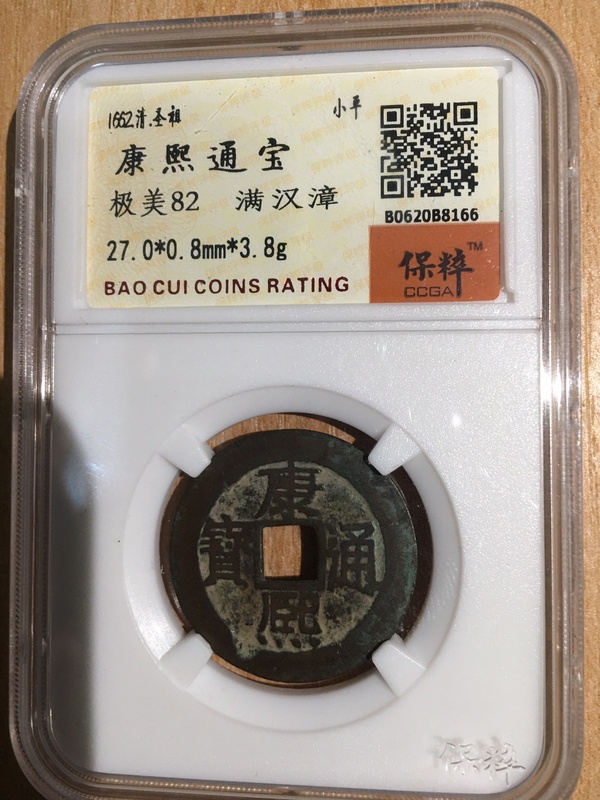 1662清.圣祖
小平
康熙通宝
极美82 满汉漳
B0620B8166
27.0*0.8mm*3.8g
保粹™
CCGA
BAO CUI COINS RATING
康
寶 通
熙
保粹